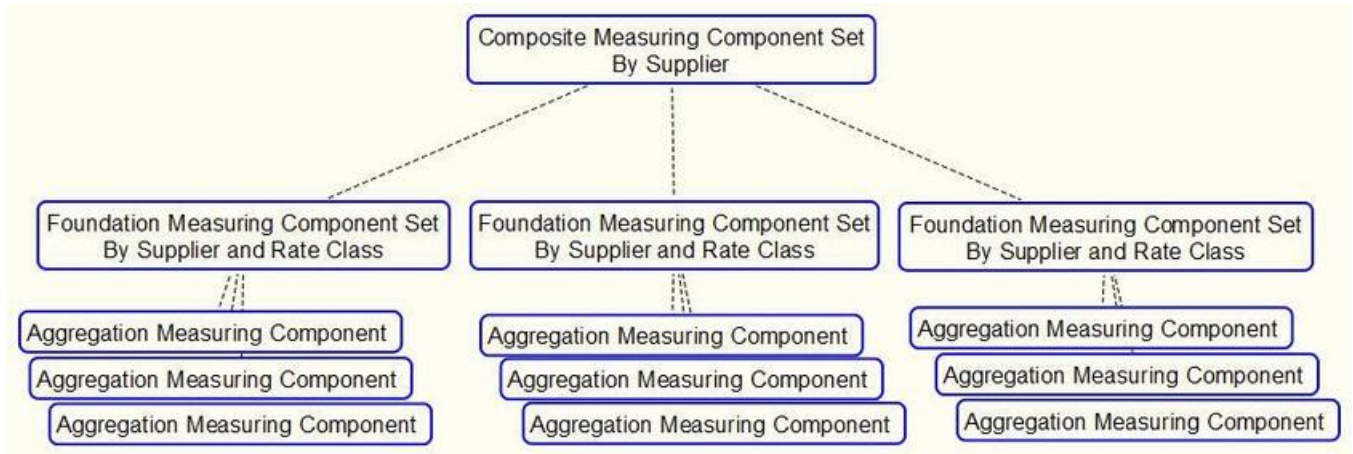 Composite Measuring Component Set
By Supplier
Foundation Measuring Component Set
By Supplier and Rate Class
Foundation Measuring Component Set
By Supplier and Rate Class
Foundation Measuring Component Set
By Supplier and Rate Class
Aggregation Measuring Component
Aggregation Measuring Component
Aggregation Measuring Component
Aggregation Measuring Component
Aggregation Measuring Component
Aggregation Measuring Component
Aggregation Measuring Component
Aggregation Measuring Component
Aggregation Measuring Component